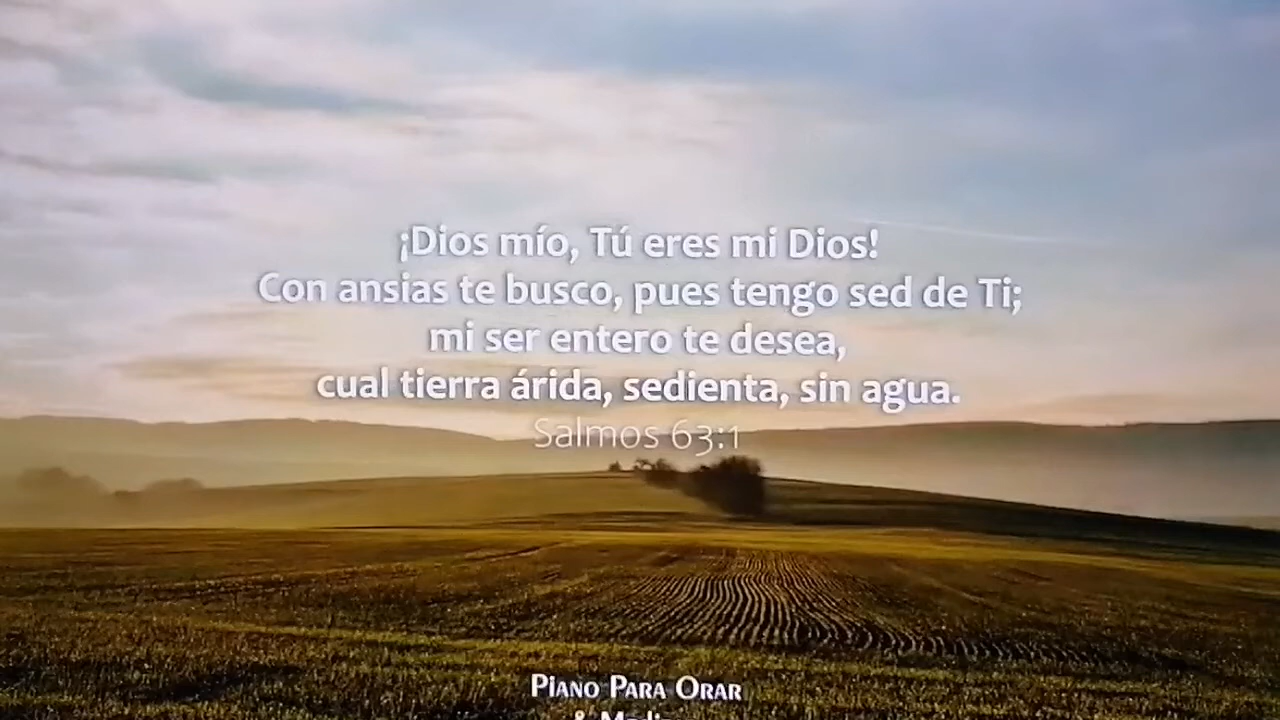 ¡Dios mío, Tú eres mi Dios!
Con ansias te busco, pues tengo sed de Ti;
mi ser entero te desea,
cual tierra árida, sedienta, sin agua.
Salmos 63:1
Piano Para Orar
&